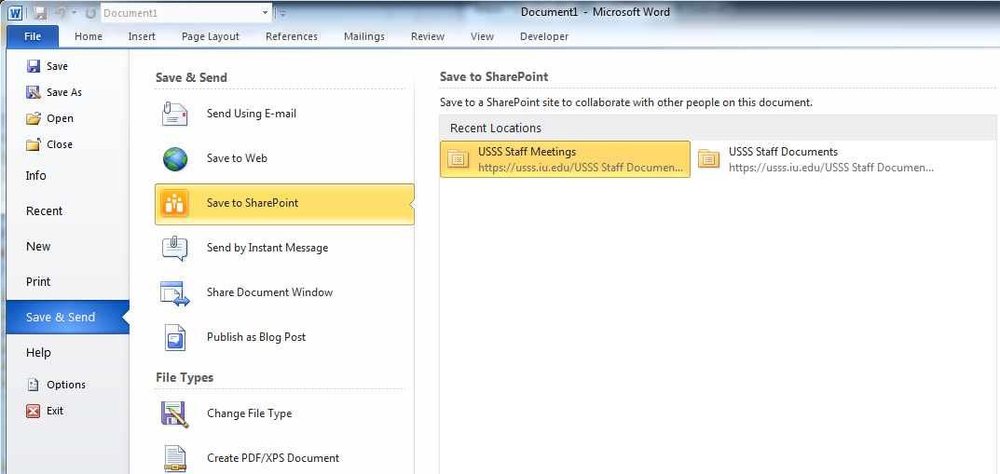 Document1 - Microsoft Word
Document1
File Home Insert Page Layout References Mailings Review View Developer
Save
Save As
Open
Close
Info
Recent
New
Print
Save & Send
Help
Options
Exit
Save & Send
Send Using E-mail
Save to Web
Save to SharePoint
Send by Instant Message
Share Document Window
Publish as Blog Post
File Types
Change File Type
Create PDF/XPS Document
Save to SharePoint
Save to a SharePoint site to collaborate with other people on this document.
Recent Locations
USSS Staff Meetings
https://usss.iu.edu/USSS Staff Documen...
USSS Staff Documents
https://usss.iu.edu/USSS Staff Documen...